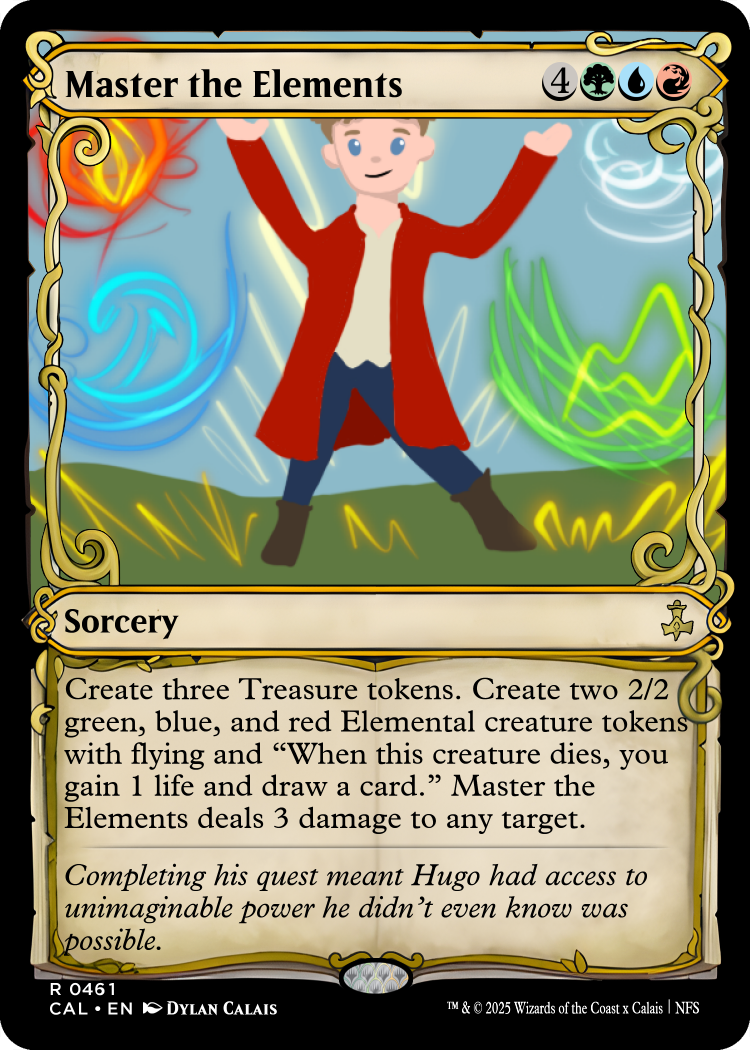 Master the Elements 4
Sorcery
Create three Treasure tokens. Create two 2/2
green, blue, and red Elemental creature tokens
with flying and “When this creature dies, you
gain 1 life and draw a card.” Master the
Elements deals 3 damage to any target.
Completing his quest meant Hugo had access to
unimaginable power he didn’t even know was
possible.
R 0461
CAL • EN DYLAN CALAIS
™ & © 2025 Wizards of the Coast x Calais | NFS